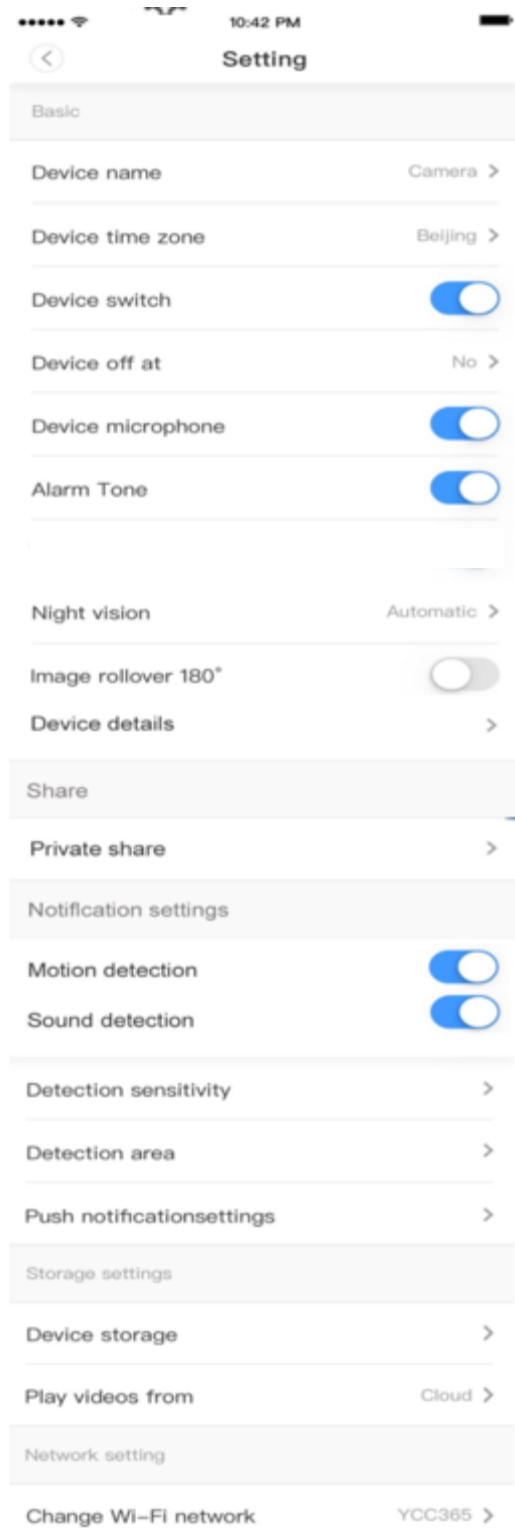 10:42 PM
Setting
Basic
Device name Camera >
Device time zone Beijing >
Device switch
Device off at No >
Device microphone
Alarm Tone
Night vision Automatic >
Image rollover 180°
Device details >
Share
Private share >
Notification settings
Motion detection
Sound detection
Detection sensitivity >
Detection area >
Push notificationsettings >
Storage settings
Device storage >
Play videos from Cloud >
Network setting
Change Wi-Fi network YCC365 >